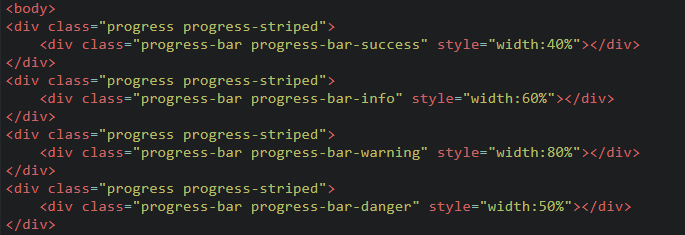 <body>
<div class="progress progress-striped">
    <div class="progress-bar progress-bar-success" style="width:40%"></div>
</div>
<div class="progress progress-striped">
    <div class="progress-bar progress-bar-info" style="width:60%"></div>
</div>
<div class="progress progress-striped">
    <div class="progress-bar progress-bar-warning" style="width:80%"></div>
</div>
<div class="progress progress-striped">
    <div class="progress-bar progress-bar-danger" style="width:50%"></div>
</div>